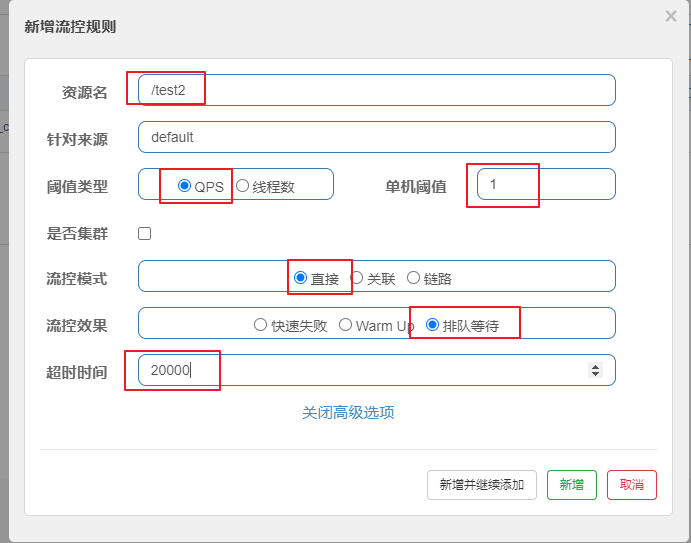 新增流控规则
×
资源名 /test2
针对来源 default
阈值类型 QPS 线程数 单机阈值 1
是否集群
流控模式 直接 关联 链路
流控效果 快速失败 Warm Up 排队等待
超时时间 20000
关闭高级选项
新增并继续添加 新增 取消